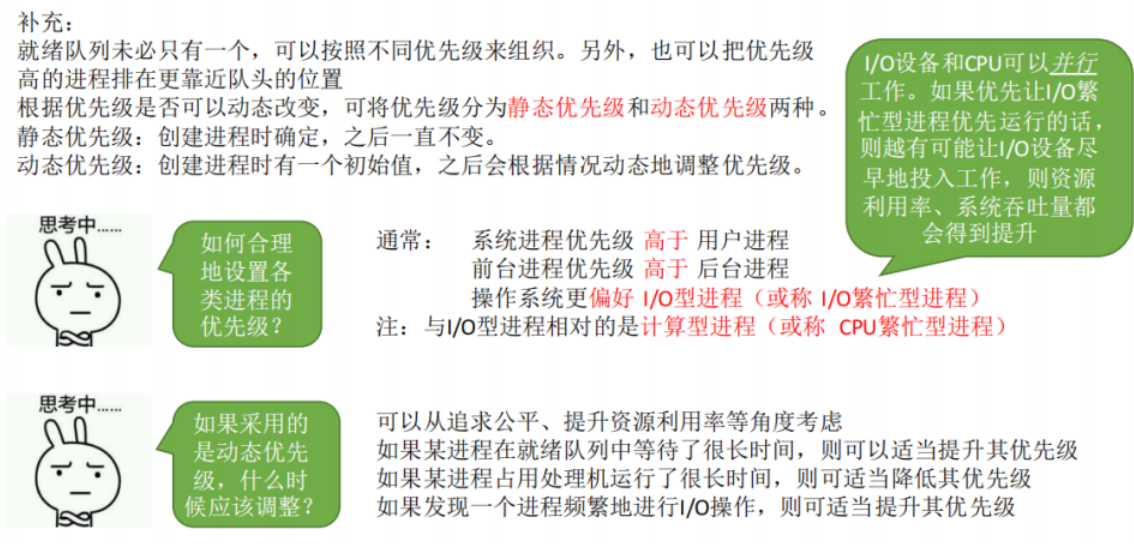 补充：
就绪队列未必只有一个，可以按照不同优先级来组织。另外，也可以把优先级
高的进程排在更靠近队头的位置
根据优先级是否可以动态改变，可将优先级分为静态优先级和动态优先级两种。
静态优先级：创建进程时确定，之后一直不变。
动态优先级：创建进程时有一个初始值，之后会根据情况动态地调整优先级。
I/O设备和CPU可以并行
工作。如果优先让I/O繁
忙型进程优先运行的话，
则越有可能让I/O设备尽
早地投入工作，则资源
利用率、系统吞吐量都
会得到提升
思考中......
如何合理
地设置各
类进程的
优先级？
通常： 系统进程优先级 高于 用户进程
前台进程优先级 高于 后台进程
操作系统更偏好 I/O型进程（或称 I/O繁忙型进程）
注：与I/O型进程相对的是计算型进程（或称 CPU繁忙型进程）
思考中......
如果采用的
是动态优先
级，什么时
候应该调整？
可以从追求公平、提升资源利用率等角度考虑
如果某进程在就绪队列中等待了很长时间，则可以适当提升其优先级
如果某进程占用处理机运行了很长时间，则可适当降低其优先级
如果发现一个进程频繁地进行I/O操作，则可适当提升其优先级